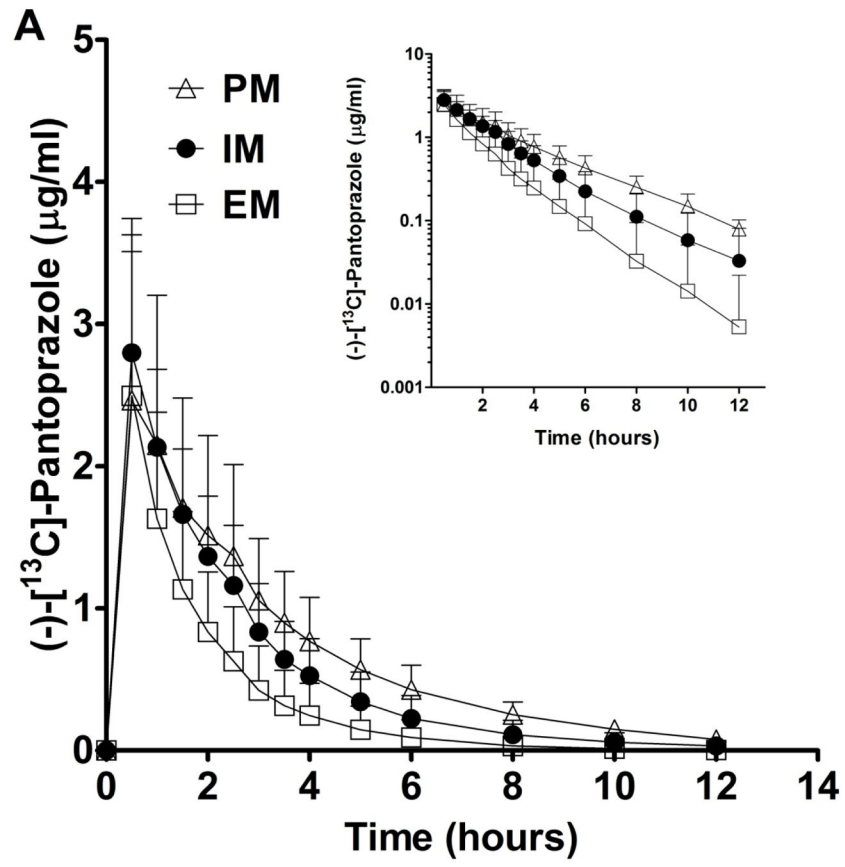 A
5
4
3
2
1
0
(-)-[¹³C]-Pantoprazole (μg/ml)
PM
IM
EM
0 2 4 6 8 10 12 14
Time (hours)
10
1
0.1
0.01
0.001
(-)-[¹³C]-Pantoprazole (μg/ml)
2 4 6 8 10 12
Time (hours)